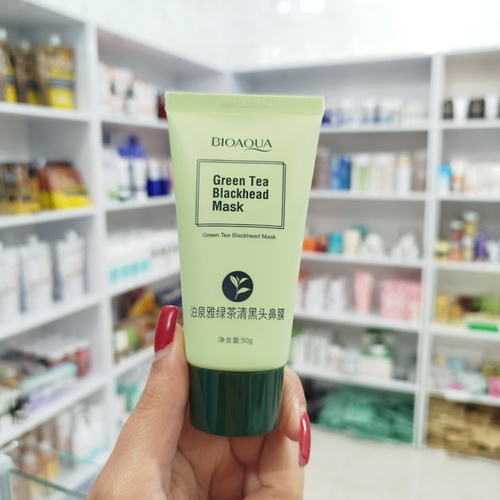 BIOAQUA
Green Tea
Blackhead
Mask
Green Tea Blackhead Mask
泊泉雅绿茶清黑头鼻膜
净含量:50g